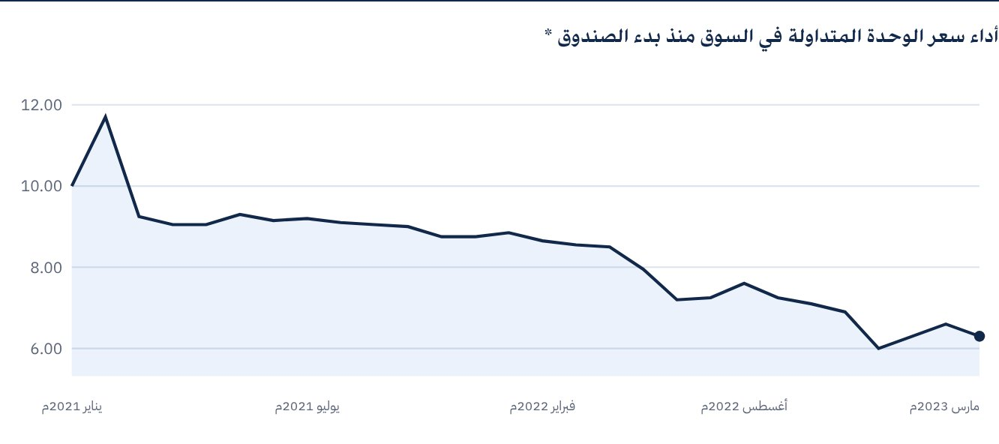 أداء سعر الوحدة المتداولة في السوق منذ بدء الصندوق *
12.00
10.00
8.00
6.00
يناير 2021م
يوليو 2021م
فبراير 2022م
أغسطس 2022م
مارس 2023م